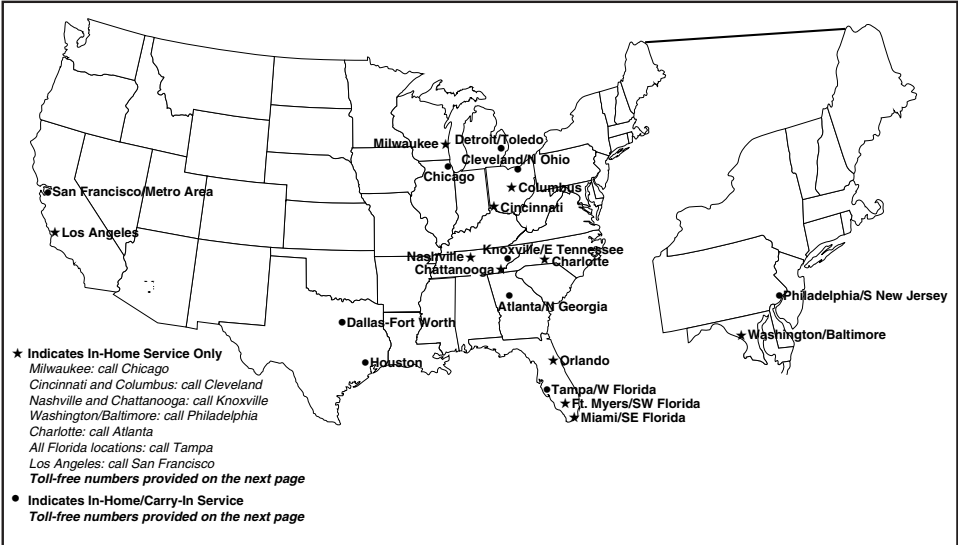 Milwaukee
Detroit/Toledo
Cleveland/N Ohio
Chicago
Columbus
San Francisco/Metro Area
Cincinnati
Los Angeles
Knoxville/E Tennessee
Nashville
Charlotte
Chattanooga
Philadelphia/S New Jersey
Atlanta/N Georgia
Dallas-Fort Worth
Washington/Baltimore
Houston
Orlando
Tampa/W Florida
Ft. Myers/SW Florida
Miami/SE Florida
★ Indicates In-Home Service Only
Milwaukee: call Chicago
Cincinnati and Columbus: call Cleveland
Nashville and Chattanooga: call Knoxville
Washington/Baltimore: call Philadelphia
Charlotte: call Atlanta
All Florida locations: call Tampa
Los Angeles: call San Francisco
Toll-free numbers provided on the next page
● Indicates In-Home/Carry-In Service
Toll-free numbers provided on the next page